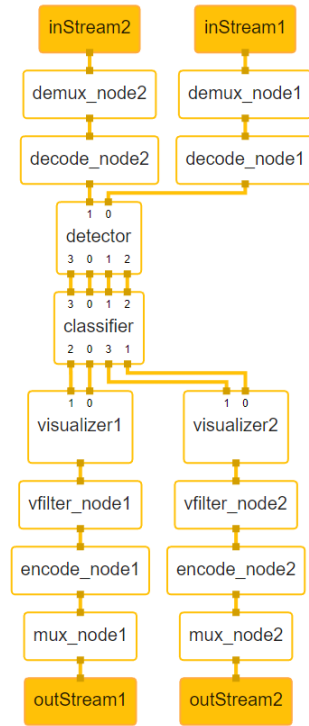 inStream2 inStream1
demux_node2 demux_node1
decode_node2 decode_node1
1 0
detector
3 0 1 2
3 0 1 2
classifier
2 0 3 1
1 0 1 0
visualizer1 visualizer2
vfilter_node1 vfilter_node2
encode_node1 encode_node2
mux_node1 mux_node2
outStream1 outStream2